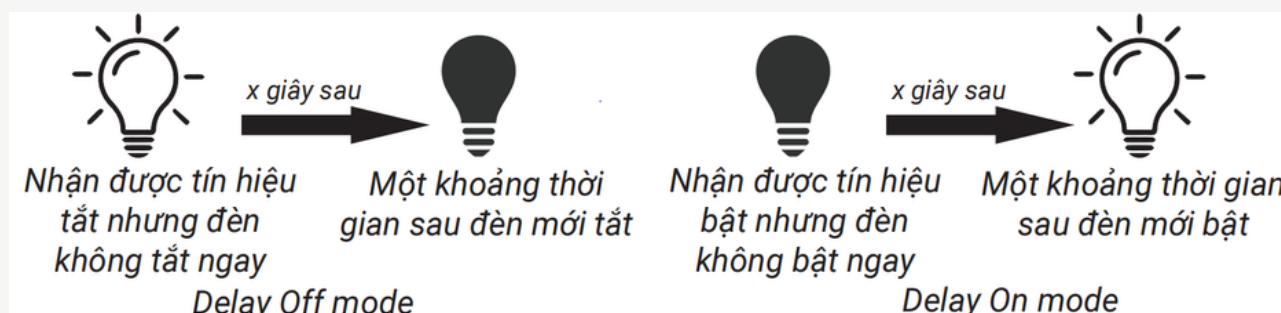 x giây sau
Nhận được tín hiệu
tắt nhưng đèn
không tắt ngay
Một khoảng thời
gian sau đèn mới tắt
Delay Off mode
x giây sau
Nhận được tín hiệu
bật nhưng đèn
không bật ngay
Một khoảng thời gian
sau đèn mới bật
Delay On mode